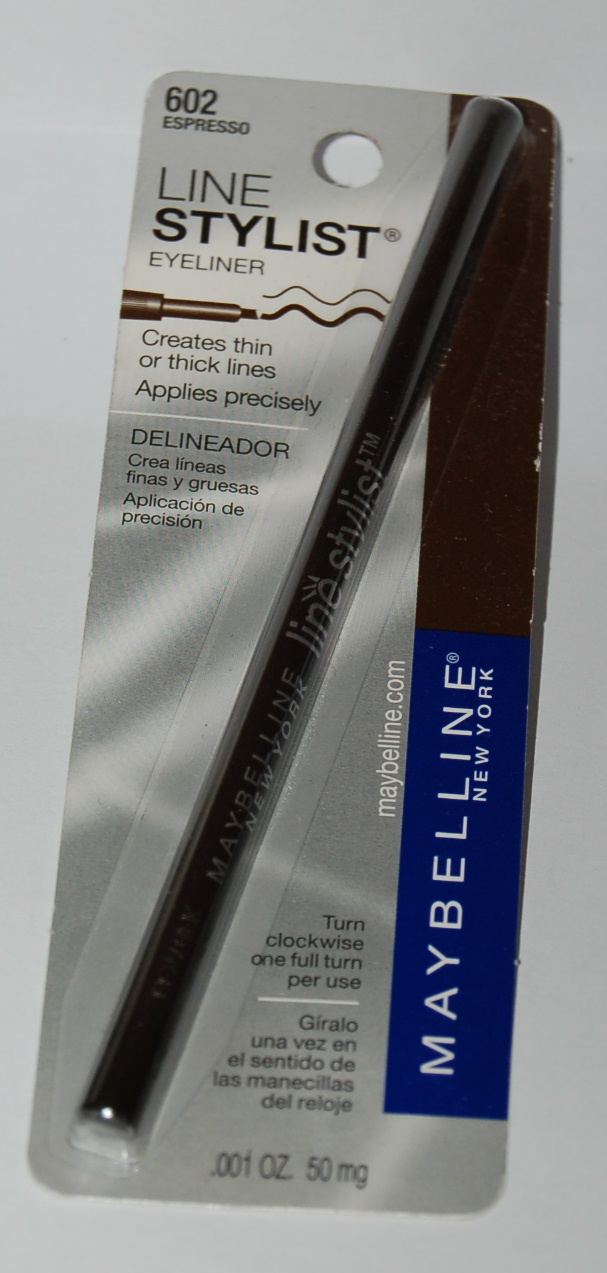 602
ESPRESSO
LINE
STYLIST®
EYELINER
Creates thin
or thick lines
Applies precisely
DELINEADOR
Crea líneas
finas y gruesas
Aplicación de
precisión
line stylist™
MAYBELLINE
NEW YORK
maybelline.com
MAYBELLINE®
NEW YORK
Turn
clockwise
one full turn
per use
Gíralo
una vez en
el sentido de
las manecillas
del reloje
.001 OZ. 50 mg